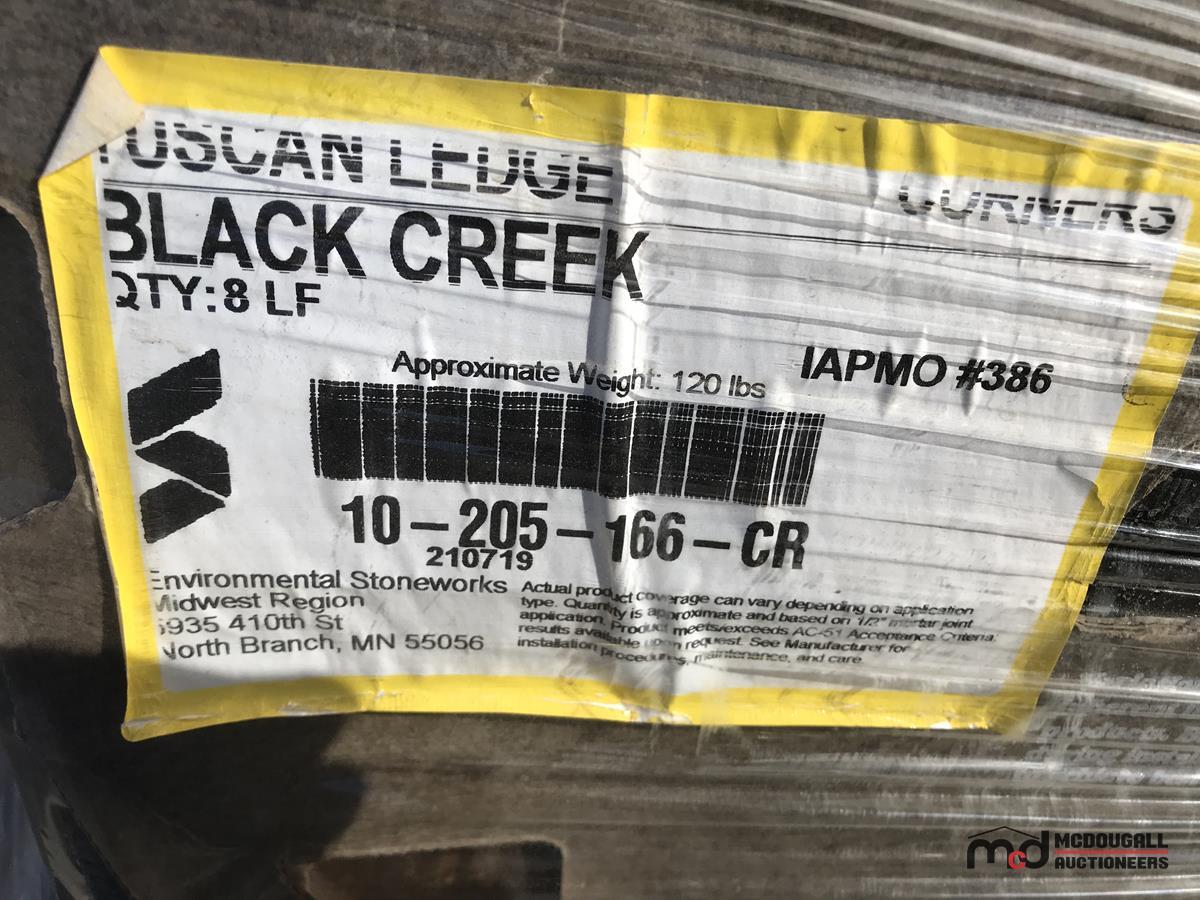 TUSCAN LEDGE CORNERS
BLACK CREEK
QTY:8 LF
Approximate Weight: 120 lbs
IAPMO #386
10-205-166-CR
210719
Environmental Stoneworks
Midwest Region
5935 410th St
North Branch, MN 55056
Actual product coverage can vary depending on application
type. Quantity is approximate and based on 1/2" mortar joint
application. Product meets/exceeds AC-51 Acceptance Criteria:
results available upon request. See Manufacturer for
installation procedures, maintenance, and care.
mcd MCDOUGALL
AUCTIONEERS